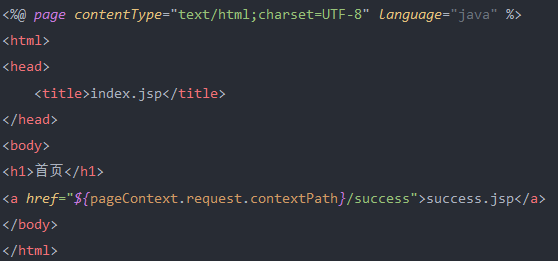 <%@ page contentType="text/html;charset=UTF-8" language="java" %>
<html>
<head>
    <title>index.jsp</title>
</head>
<body>
<h1>首页</h1>
<a href="${pageContext.request.contextPath}/success">success.jsp</a>
</body>
</html>